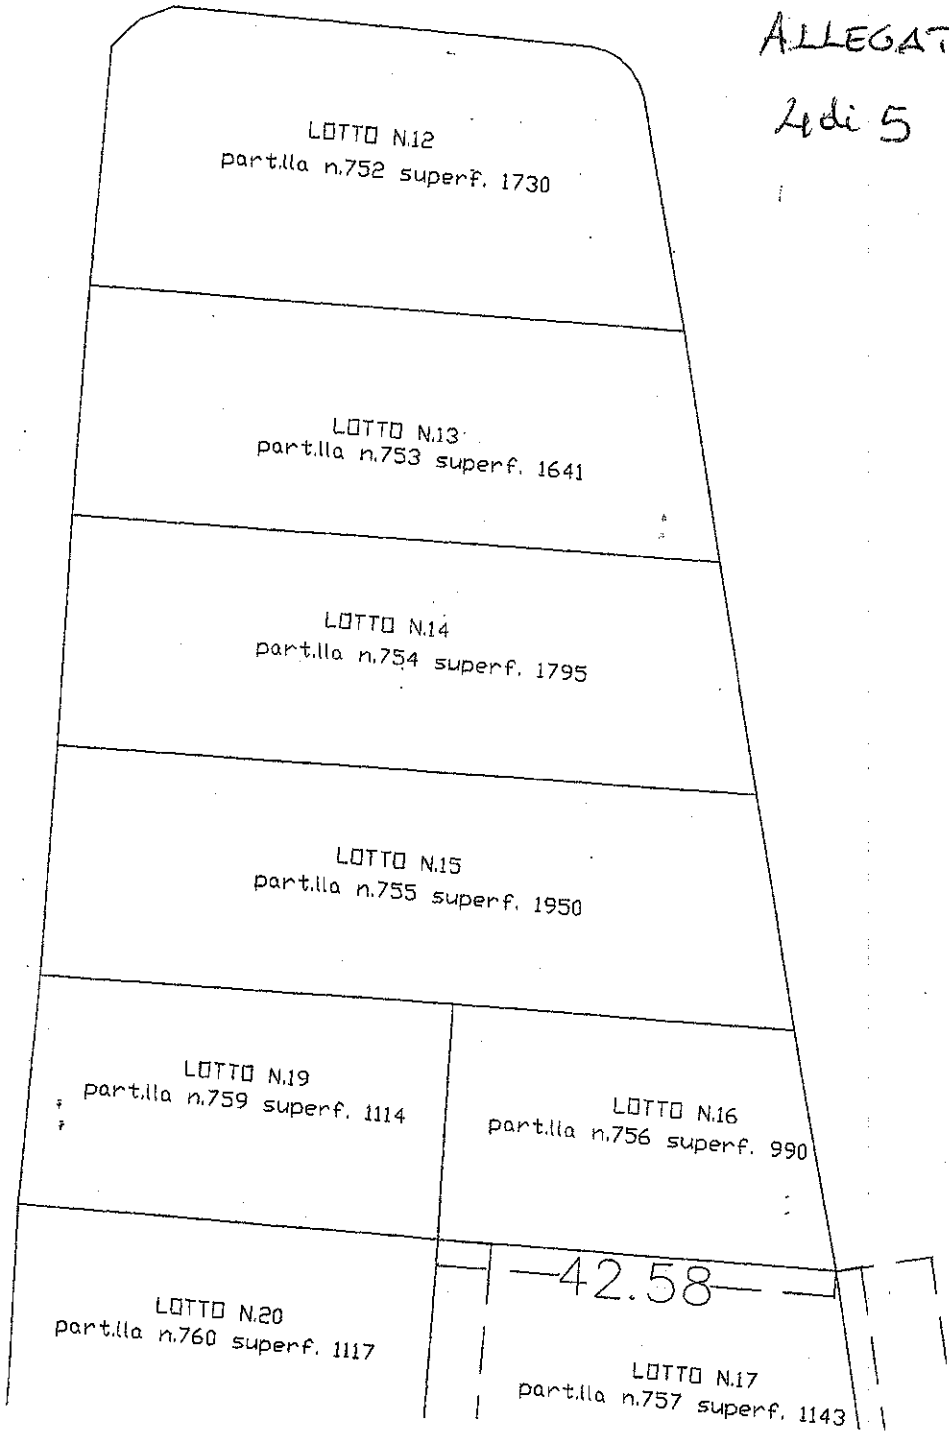 ALLEGAT
4 di 5
LOTTO N.12
part.lla n.752 superf. 1730
LOTTO N.13
part.lla n.753 superf. 1641
LOTTO N.14
part.lla n.754 superf. 1795
LOTTO N.15
part.lla n.755 superf. 1950
LOTTO N.19
part.lla n.759 superf. 1114
LOTTO N.16
part.lla n.756 superf. 990
42.58
LOTTO N.20
part.lla n.760 superf. 1117
LOTTO N.17
part.lla n.757 superf. 1143